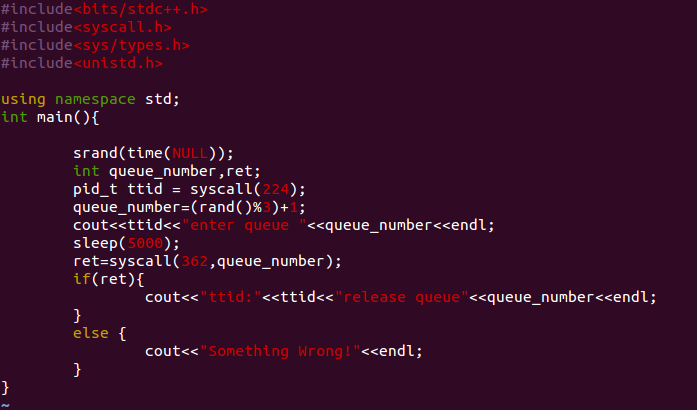 #include<bits/stdc++.h>
#include<syscall.h>
#include<sys/types.h>
#include<unistd.h>

using namespace std;
int main(){

        srand(time(NULL));
        int queue_number,ret;
        pid_t ttid = syscall(224);
        queue_number=(rand()%3)+1;
        cout<<ttid<<"enter queue "<<queue_number<<endl;
        sleep(5000);
        ret=syscall(362,queue_number);
        if(ret){
                cout<<"ttid:"<<ttid<<"release queue"<<queue_number<<endl;
        }
        else {
                cout<<"Something Wrong!"<<endl;
        }
}
~